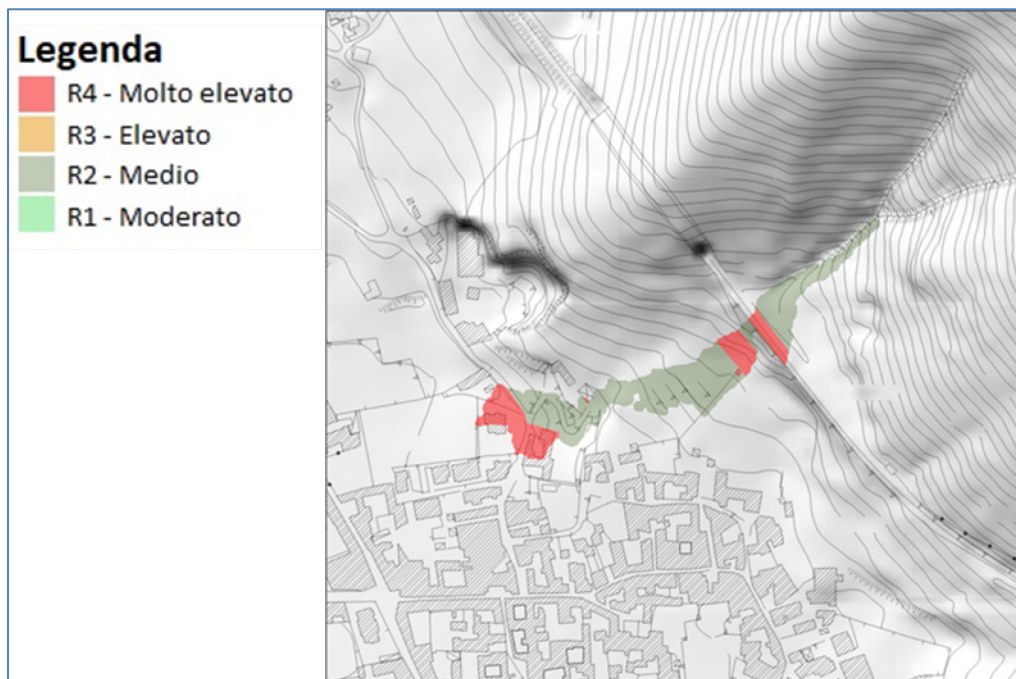 Legenda
R4 - Molto elevato
R3 - Elevato
R2 - Medio
R1 - Moderato